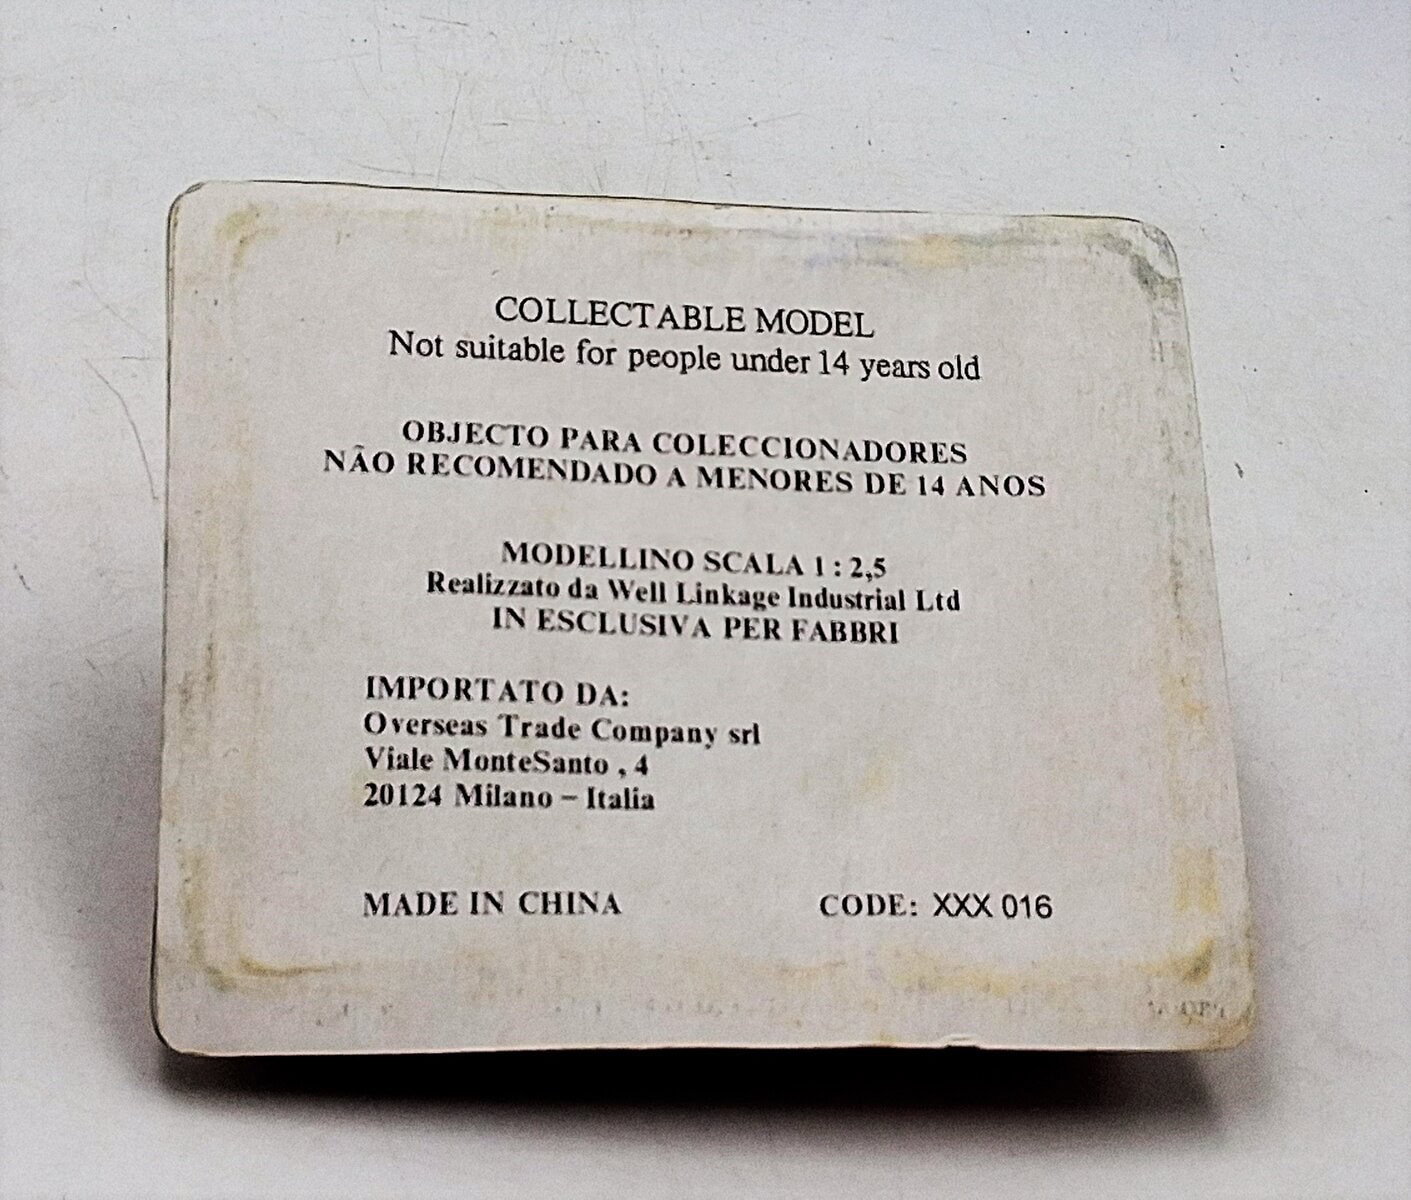 COLLECTABLE MODEL
Not suitable for people under 14 years old
OBJECTO PARA COLECCIONADORES
NÃO RECOMENDADO A MENORES DE 14 ANOS
MODELLINO SCALA 1 : 2,5
Realizzato da Well Linkage Industrial Ltd
IN ESCLUSIVA PER FABBRI
IMPORTATO DA:
Overseas Trade Company srl
Viale MonteSanto , 4
20124 Milano – Italia
MADE IN CHINA CODE: XXX 016